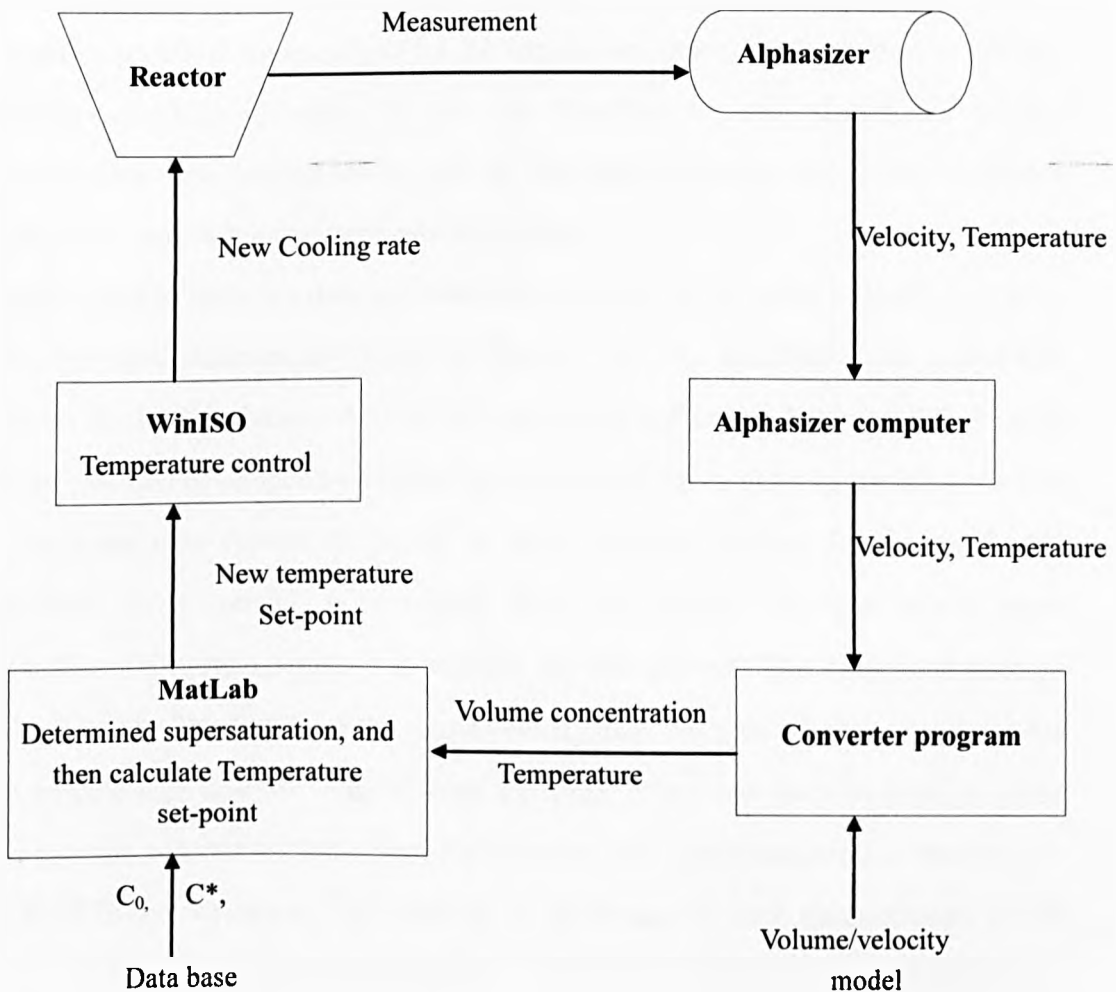 Measurement
Reactor
Alphasizer
New Cooling rate
Velocity, Temperature
WinISO
Temperature control
Alphasizer computer
Velocity, Temperature
New temperature
Set-point
MatLab
Determined supersaturation, and
then calculate Temperature
set-point
Volume concentration
Temperature
Converter program
C₀, C*,
Data base
Volume/velocity
model